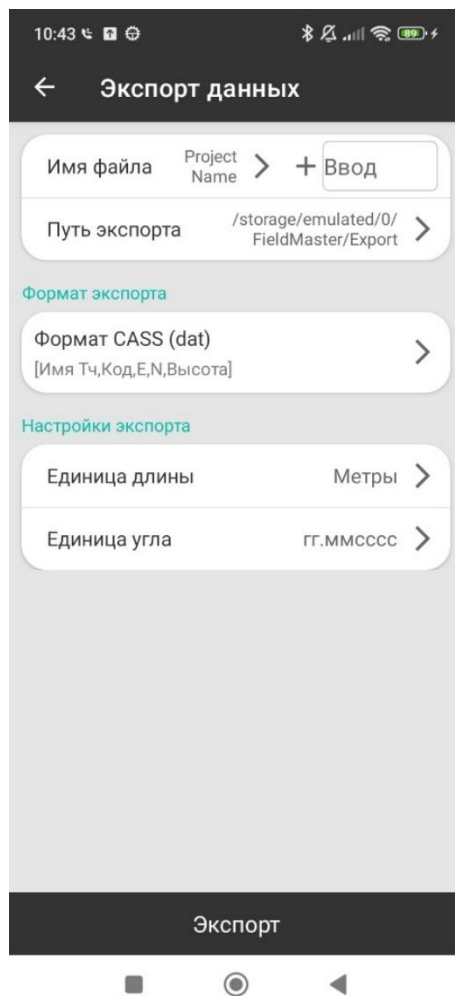 10:43
89
Экспорт данных
Имя файла
Project
Name
+ Ввод
Путь экспорта
/storage/emulated/0/
FieldMaster/Export
Формат экспорта
Формат CASS (dat)
[Имя Тч,Код,E,N,Высота]
Настройки экспорта
Единица длины
Метры
Единица угла
гг.ммсссс
Экспорт